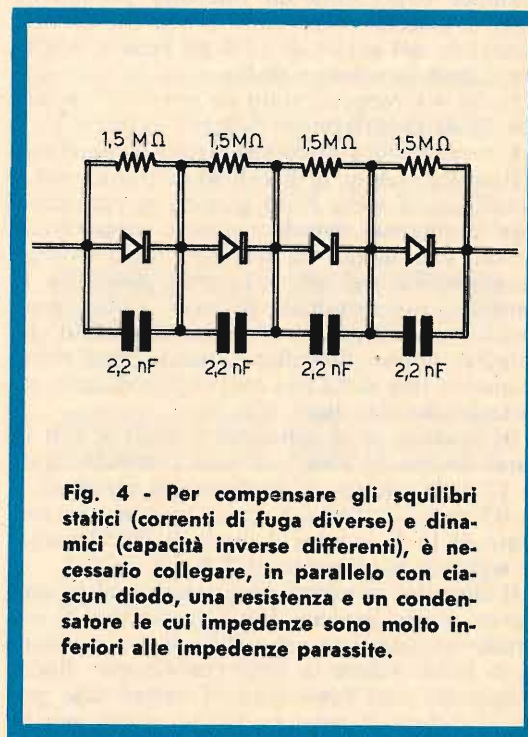 1,5 MΩ 1,5MΩ 1,5MΩ 1,5MΩ
2,2 nF 2,2 nF 2,2 nF 2,2 nF
Fig. 4 - Per compensare gli squilibri
statici (correnti di fuga diverse) e dina-
mici (capacità inverse differenti), è ne-
cessario collegare, in parallelo con cia-
scun diodo, una resistenza e un conden-
satore le cui impedenze sono molto in-
feriori alle impedenze parassite.